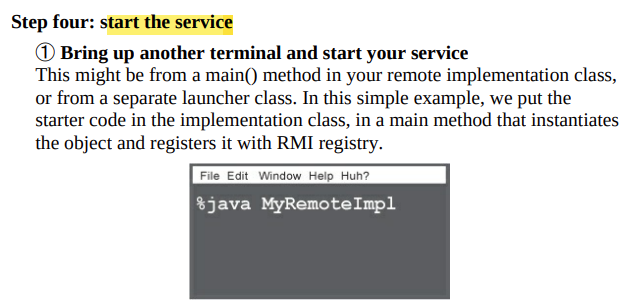 Step four: start the service
① Bring up another terminal and start your service
This might be from a main() method in your remote implementation class,
or from a separate launcher class. In this simple example, we put the
starter code in the implementation class, in a main method that instantiates
the object and registers it with RMI registry.
File Edit Window Help Huh?
%java MyRemoteImpl